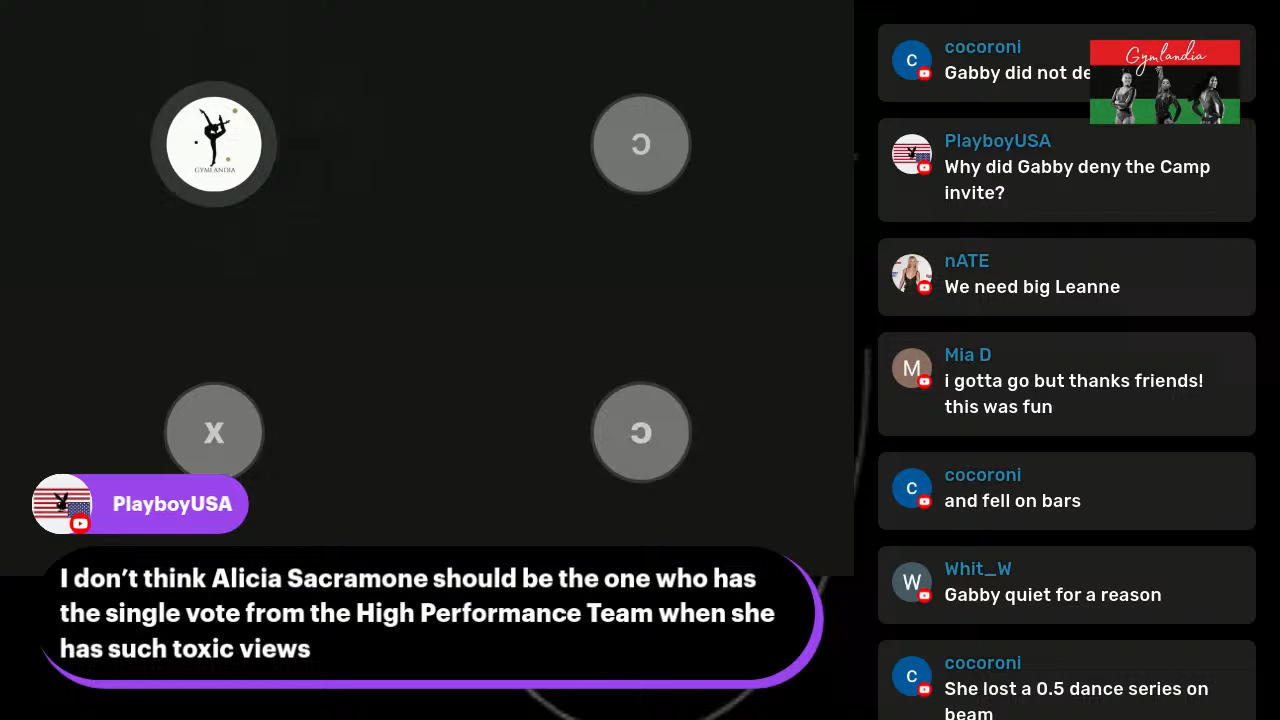 GYMLANDIA
Ↄ
X
Ↄ
PlayboyUSA
I don’t think Alicia Sacramone should be the one who has
the single vote from the High Performance Team when she
has such toxic views
C
cocoroni
Gabby did not de
Gymlandia
PlayboyUSA
Why did Gabby deny the Camp
invite?
nATE
We need big Leanne
M
Mia D
i gotta go but thanks friends!
this was fun
C
cocoroni
and fell on bars
W
Whit_W
Gabby quiet for a reason
C
cocoroni
She lost a 0.5 dance series on
beam